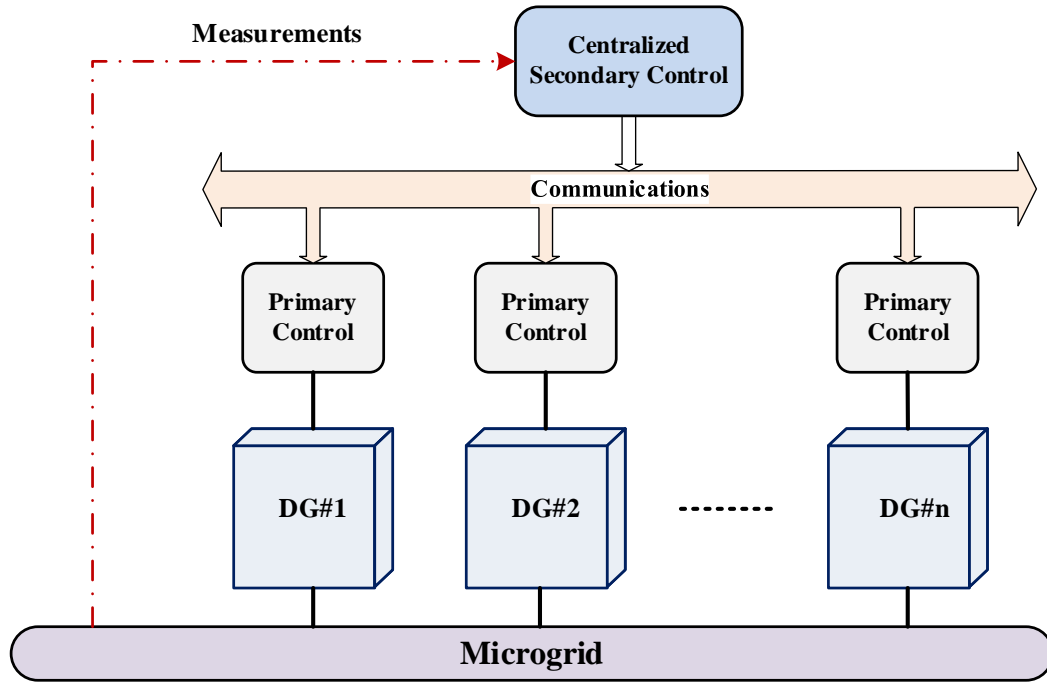 Measurements
Centralized
Secondary Control
Communications
Primary
Control
Primary
Control
Primary
Control
DG#1
DG#2
DG#n
Microgrid